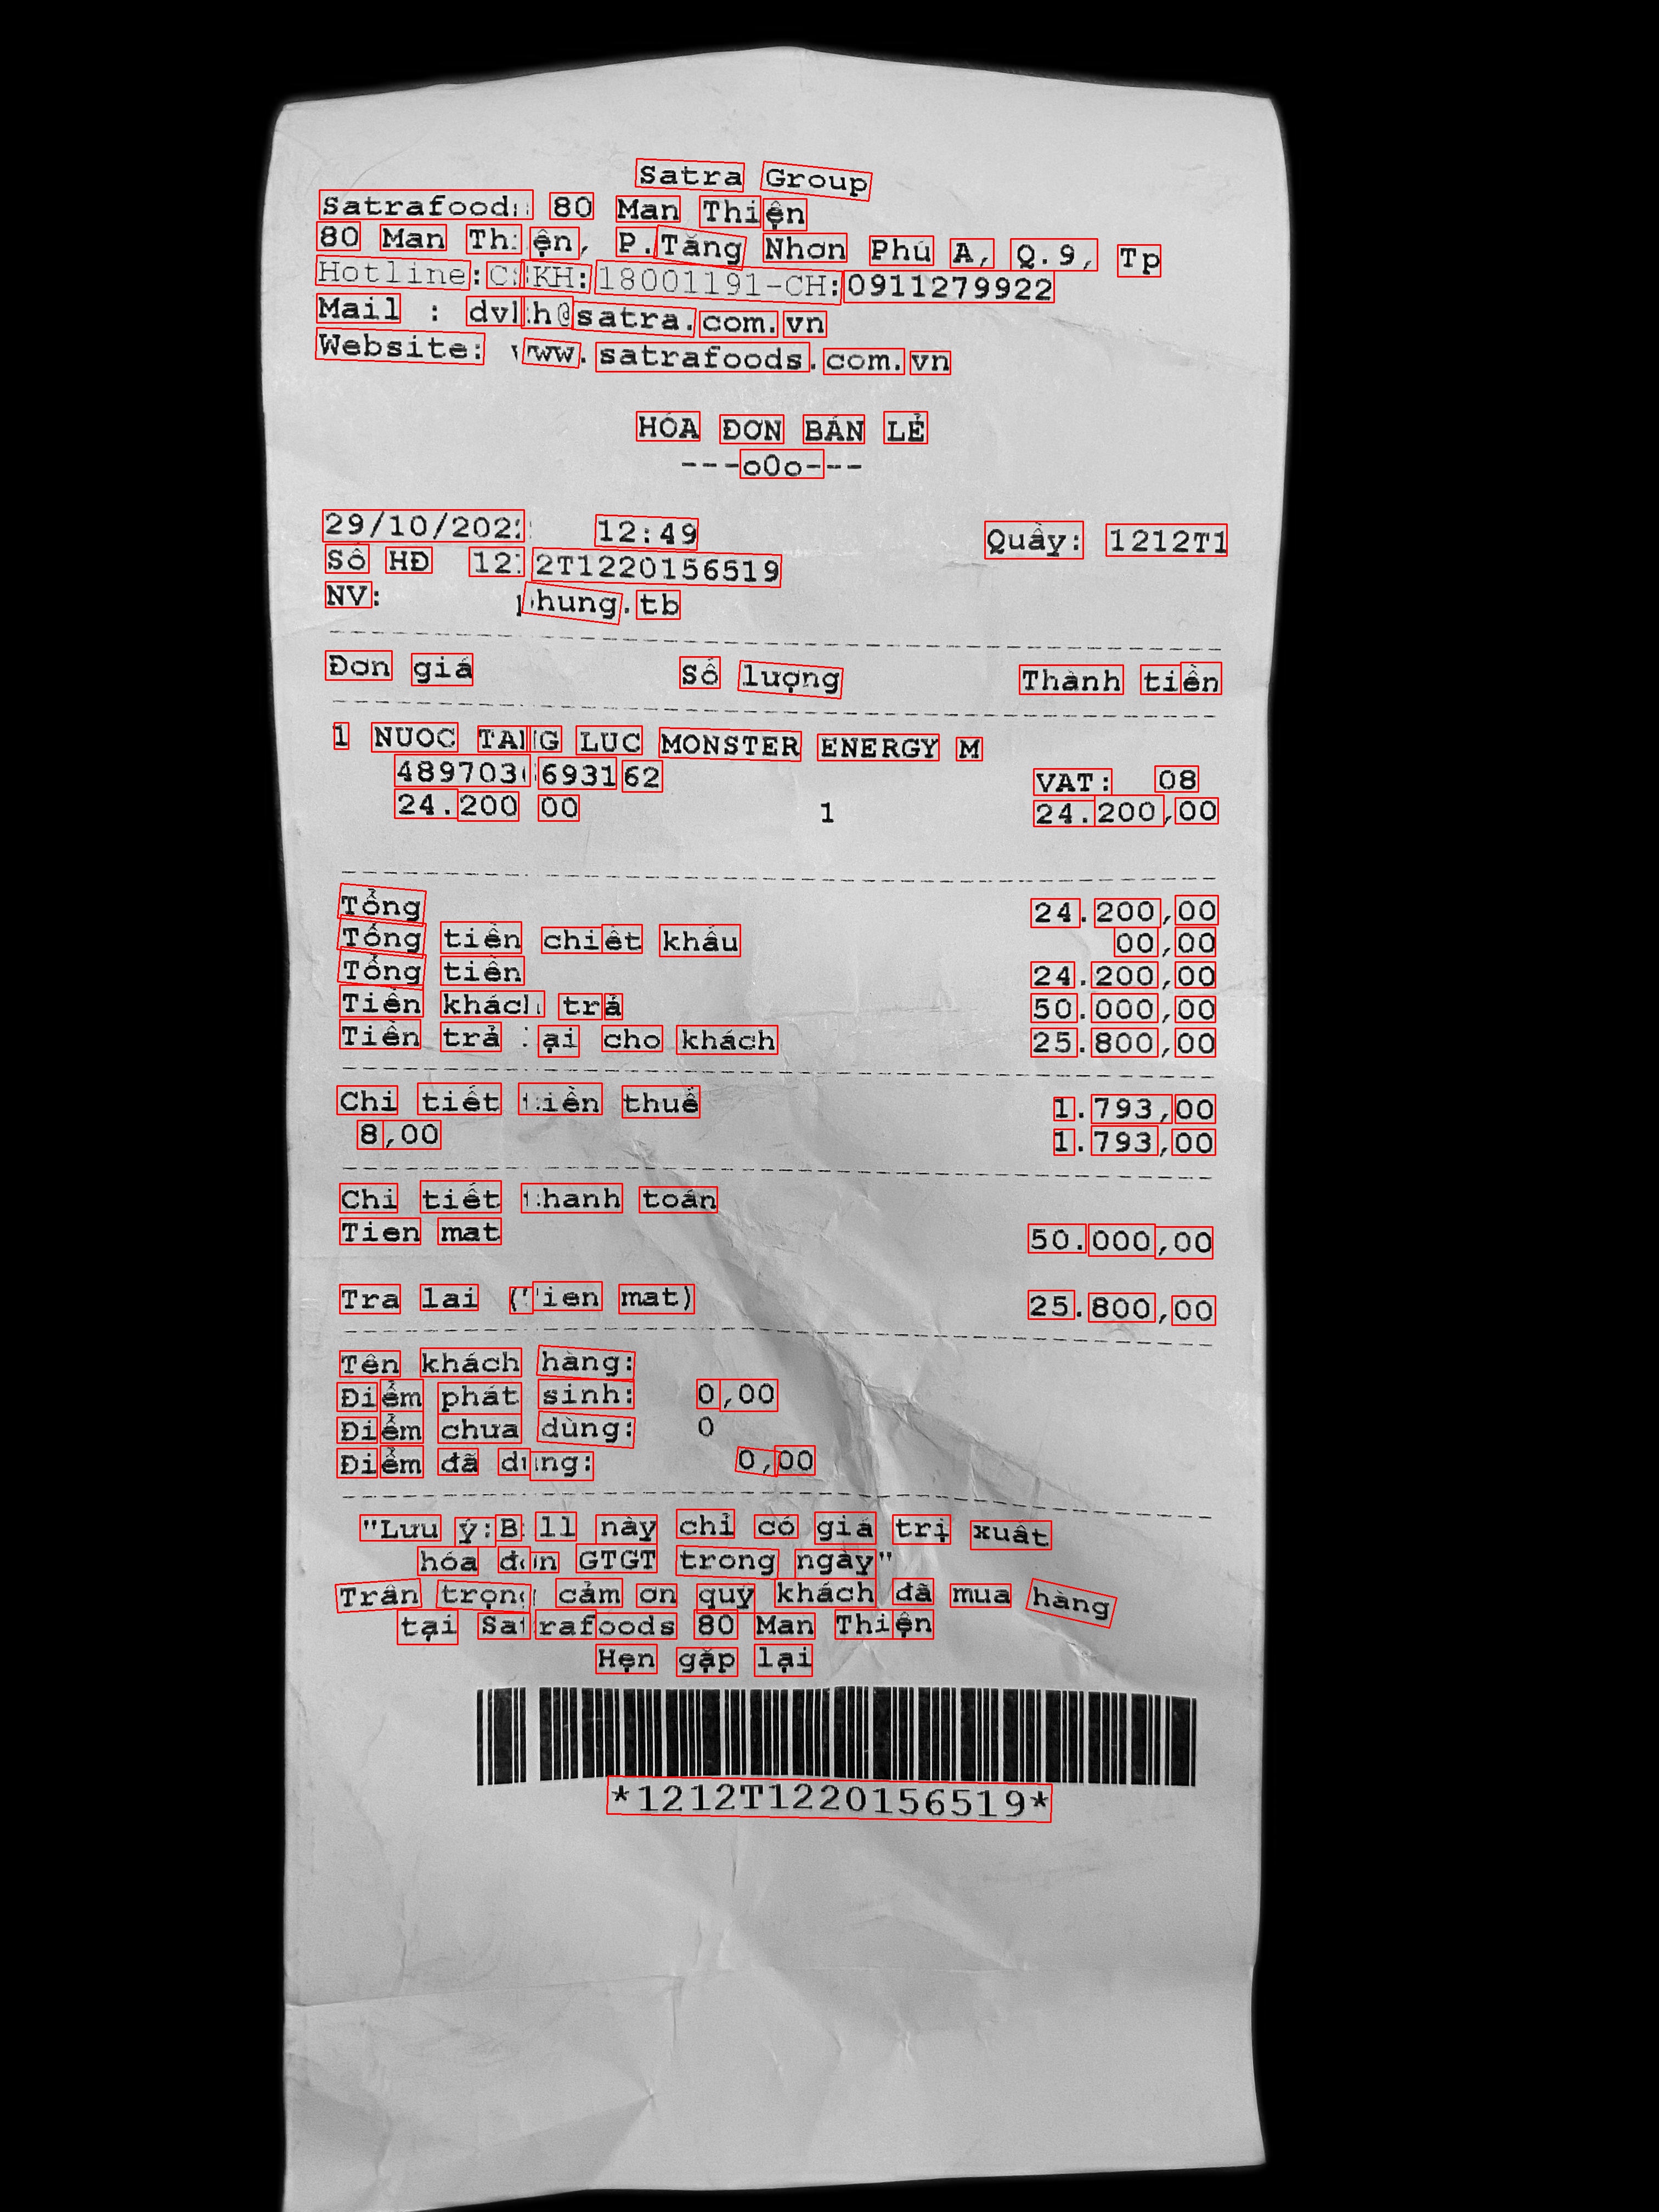 Satra Group
Satrafoods 80 Man Thiện
80 Man Thiện, P.Tăng Nhơn Phú A, Q.9, Tp
Hotline:CSKH:18001191-CH:0911279922
Mail : dvkh@satra.com.vn
Website: www.satrafoods.com.vn
HÓA ĐƠN BÁN LẺ
---o0o---
29/10/2022 12:49 Quầy: 1212T1
Số HĐ 1212T1220156519
NV: phung.tb
Đơn giá Số lượng Thành tiền
1 NUOC TANG LUC MONSTER ENERGY M
4897036693162 VAT: 08
24.200,00 1 24.200,00
Tổng 24.200,00
Tổng tiền chiết khấu 00,00
Tổng tiền 24.200,00
Tiền khách trả 50.000,00
Tiền trả lại cho khách 25.800,00
Chi tiết tiền thuế 1.793,00
8,00 1.793,00
Chi tiết thanh toán
Tien mat 50.000,00
Tra lai (Tien mat) 25.800,00
Tên khách hàng:
Điểm phát sinh: 0,00
Điểm chưa dùng: 0
Điểm đã dùng: 0,00
"Lưu ý:Bill này chỉ có giá trị xuất
hóa đơn GTGT trong ngày"
Trân trọng cảm ơn quý khách đã mua hàng
tại Satrafoods 80 Man Thiện
Hẹn gặp lại
*1212T1220156519*